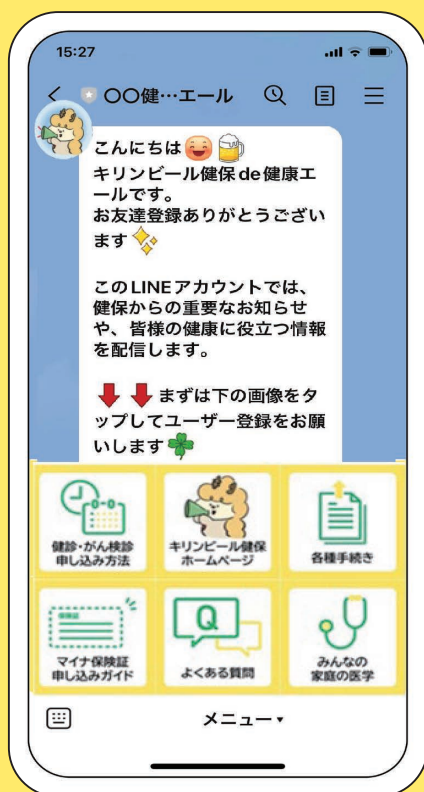 15:27
〇〇健…エール
こんにちは
キリンビール健保de健康エ
ールです。
お友達登録ありがとうござい
ます
このLINEアカウントでは、
健保からの重要なお知らせ
や、皆様の健康に役立つ情報
を配信します。
まずは下の画像をタ
ップしてユーザー登録をお願
いします
健診・がん検診
申し込み方法
キリンビール健保
ホームページ
各種手続き
保険証
マイナ保険証
申し込みガイド
Q
よくある質問
みんなの
家庭の医学
メニュー▾